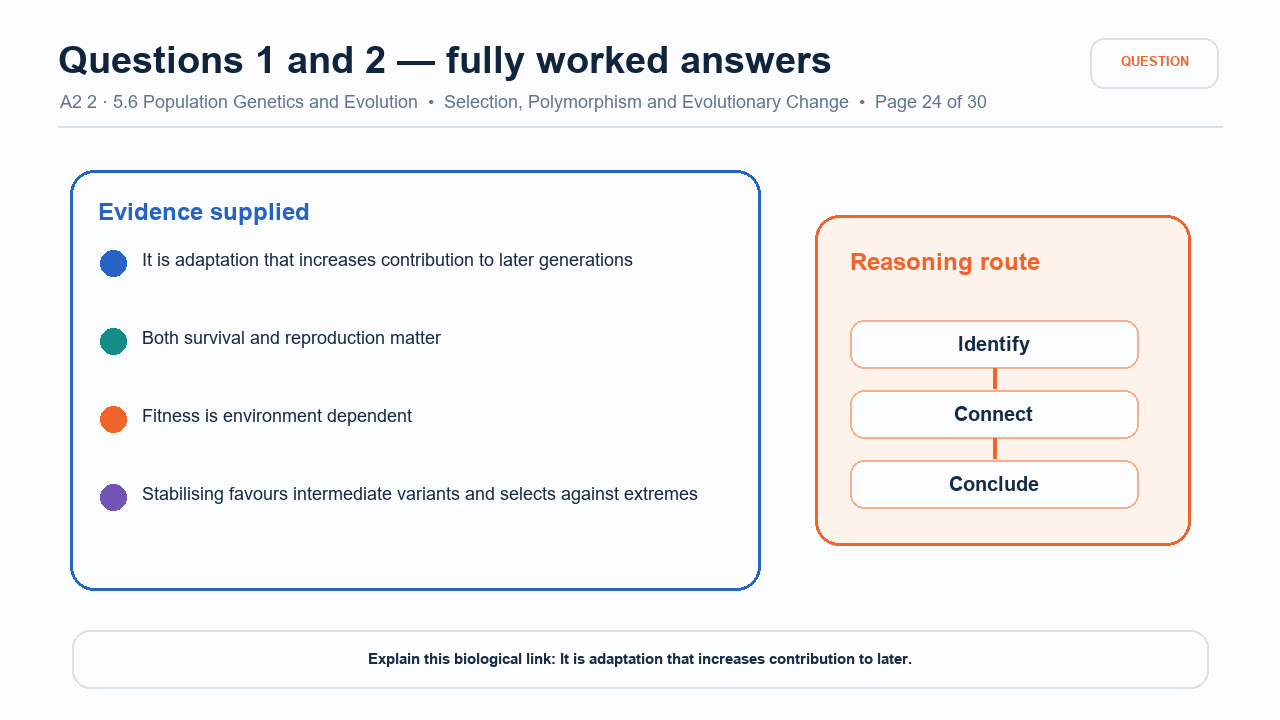 Questions 1 and 2 — fully worked answers
QUESTION
A2 2 · 5.6 Population Genetics and Evolution • Selection, Polymorphism and Evolutionary Change • Page 24 of 30
Evidence supplied
It is adaptation that increases contribution to later generations
Both survival and reproduction matter
Fitness is environment dependent
Stabilising favours intermediate variants and selects against extremes
Reasoning route
Identify
Connect
Conclude
Explain this biological link: It is adaptation that increases contribution to later.